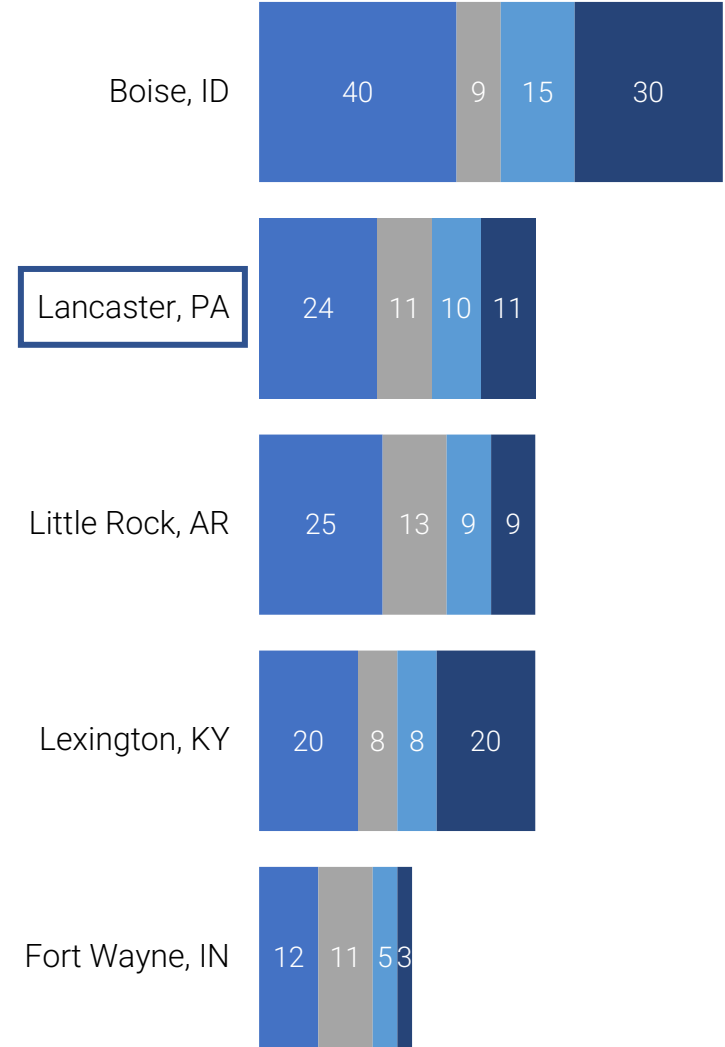 Boise, ID 40 9 15 30
Lancaster, PA 24 11 10 11
Little Rock, AR 25 13 9 9
Lexington, KY 20 8 8 20
Fort Wayne, IN 12 11 5 3